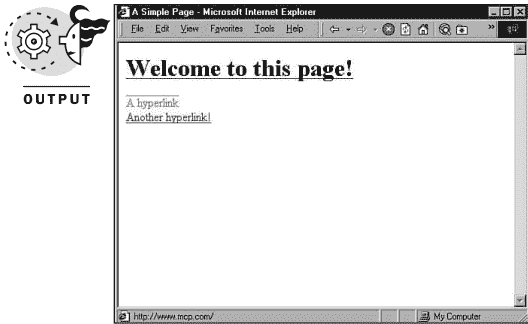 A Simple Page - Microsoft Internet Explorer
File Edit View Favorites Tools Help »
Welcome to this page!
OUTPUT
A hyperlink
Another hyperlink!
http://www.mcp.com/ My Computer